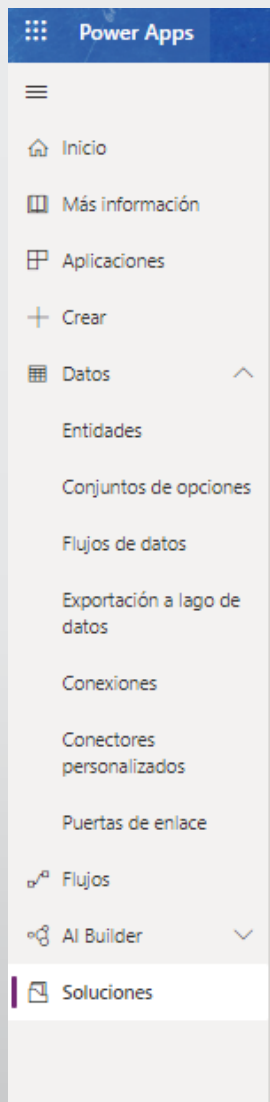 Power Apps
Inicio
Más información
Aplicaciones
Crear
Datos
Entidades
Conjuntos de opciones
Flujos de datos
Exportación a lago de
datos
Conexiones
Conectores
personalizados
Puertas de enlace
Flujos
AI Builder
Soluciones